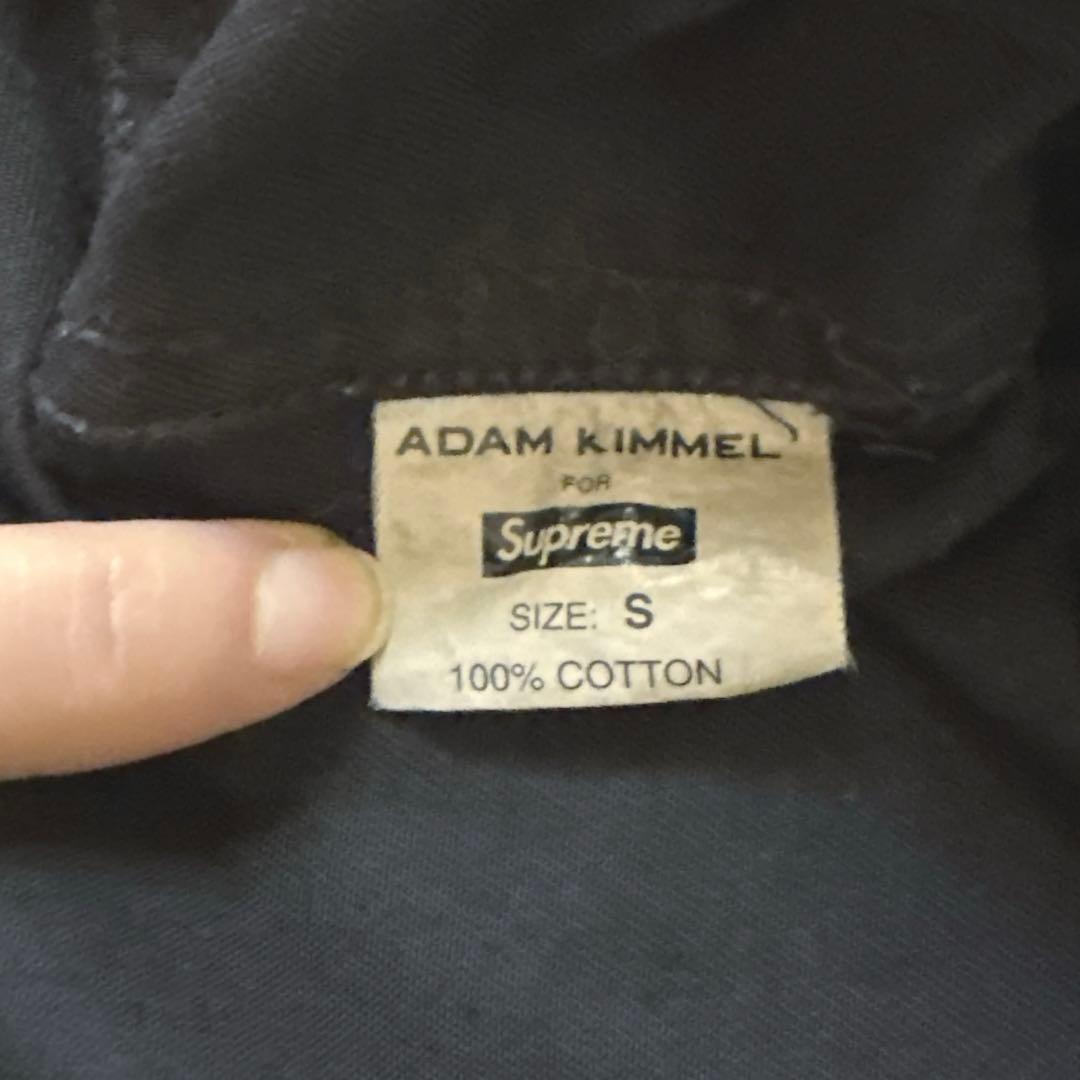 ADAM KIMMEL
FOR
Supreme
SIZE: S
100% COTTON